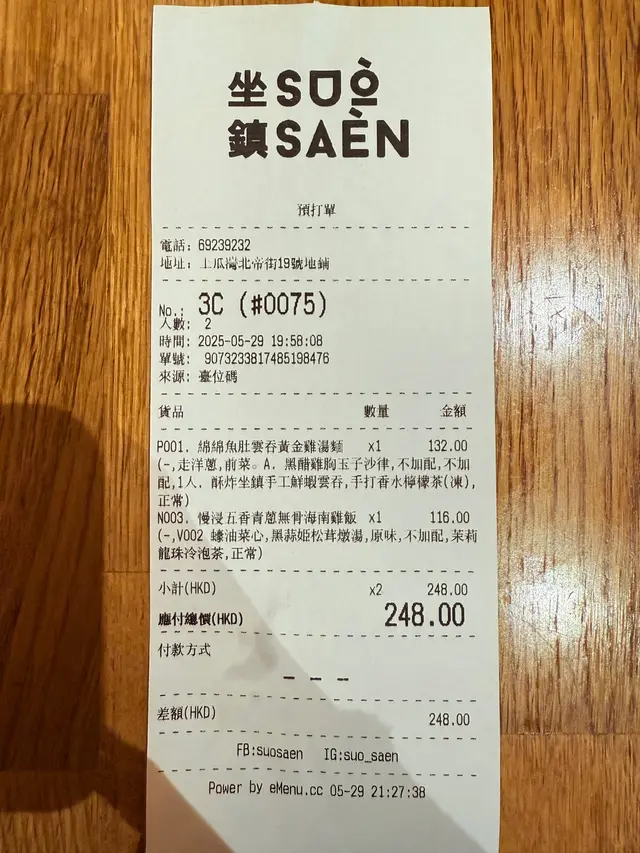 坐 SUÒ
鎮 SAÈN
預打單
電話: 69239232
地址: 土瓜灣北帝街19號地鋪
No.: 3C (#0075)
人數: 2
時間: 2025-05-29 19:58:08
單號: 9073233817485198476
來源: 臺位碼
貨品 數量 金額
P001. 綿綿魚肚雲吞黃金雞湯麵 x1 132.00
(-,走洋蔥,前菜。A. 黑醋雞胸玉子沙律,不加配,不加
配,1人. 酥炸坐鎮手工鮮蝦雲吞,手打香水檸檬茶(凍),
正常)
N003. 慢浸五香青蔥無骨海南雞飯 x1 116.00
(-,V002 蠔油菜心,黑蒜姫松茸燉湯,原味,不加配,茉莉
龍珠冷泡茶,正常)
小計(HKD) x2 248.00
應付總價(HKD) 248.00
付款方式
— — —
差額(HKD) 248.00
FB:suosaen IG:suo_saen
Power by eMenu.cc 05-29 21:27:38